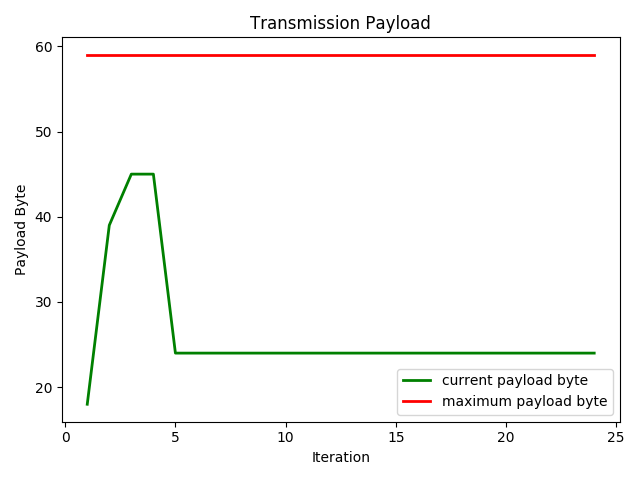 Transmission Payload
60
50
40
30
20
Payload Byte
0
5
10
15
20
25
Iteration
current payload byte
maximum payload byte